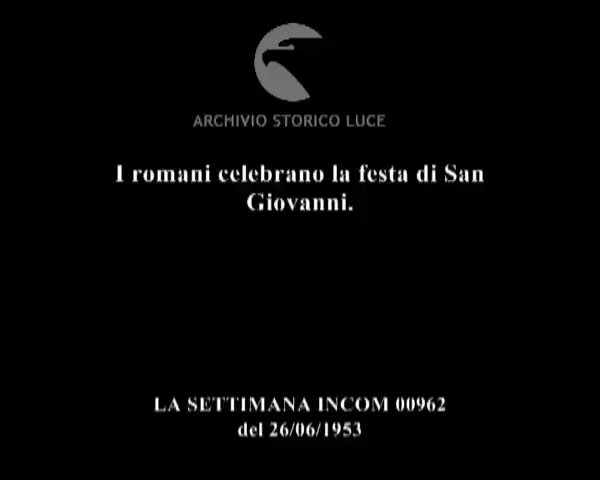 ARCHIVIO STORICO LUCE
I romani celebrano la festa di San
Giovanni.
LA SETTIMANA INCOM 00962
del 26/06/1953